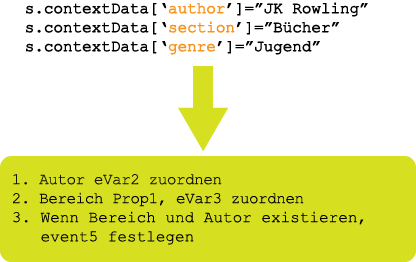 s.contextData[‘author’]=”JK Rowling”
s.contextData[‘section’]=”Bücher”
s.contextData[‘genre’]=”Jugend”
1. Autor eVar2 zuordnen
2. Bereich Prop1, eVar3 zuordnen
3. Wenn Bereich und Autor existieren,
event5 festlegen